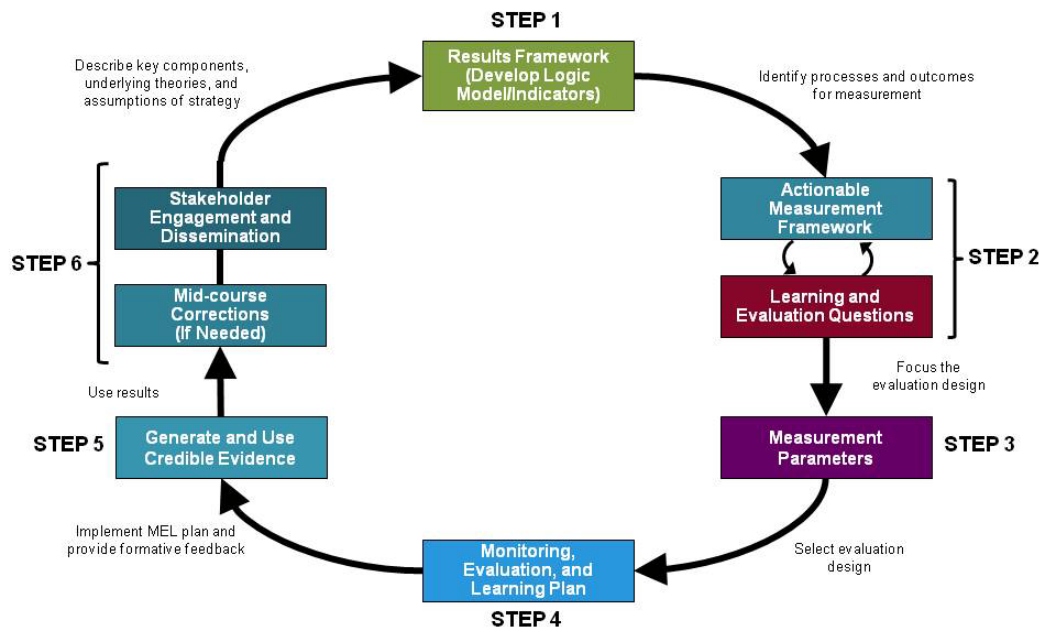 STEP 1
Results Framework
(Develop Logic
Model/Indicators)
Identify processes and outcomes
for measurement
Actionable
Measurement
Framework
STEP 2
Learning and
Evaluation Questions
Focus the
evaluation design
Measurement
Parameters
STEP 3
Select evaluation
design
Monitoring,
Evaluation, and
Learning Plan
STEP 4
Implement MEL plan and
provide formative feedback
STEP 5
Generate and Use
Credible Evidence
Use results
Mid-course
Corrections
(If Needed)
STEP 6
Stakeholder
Engagement and
Dissemination
Describe key components,
underlying theories, and
assumptions of strategy